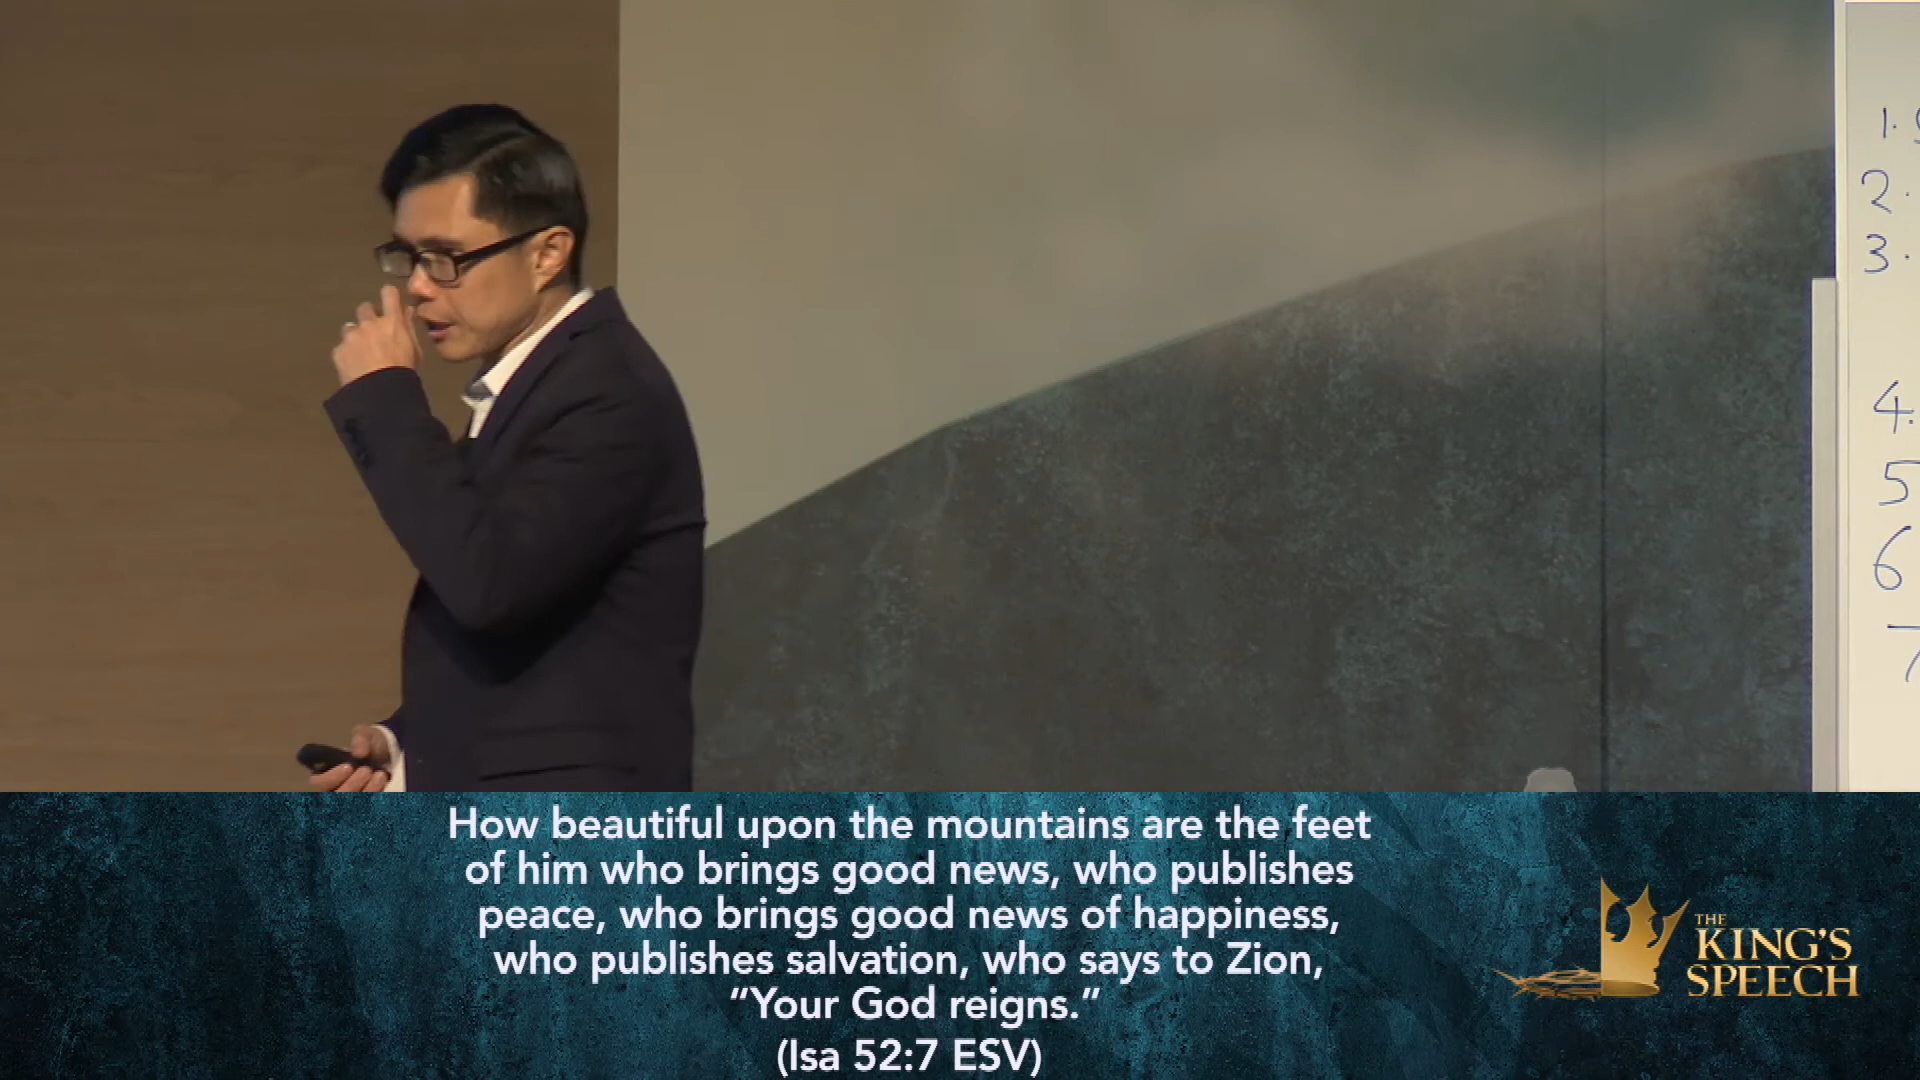 1.
2.
3.
4.
5
6
7
How beautiful upon the mountains are the feet
of him who brings good news, who publishes
peace, who brings good news of happiness,
who publishes salvation, who says to Zion,
“Your God reigns.”
(Isa 52:7 ESV)
THE
KING'S
SPEECH